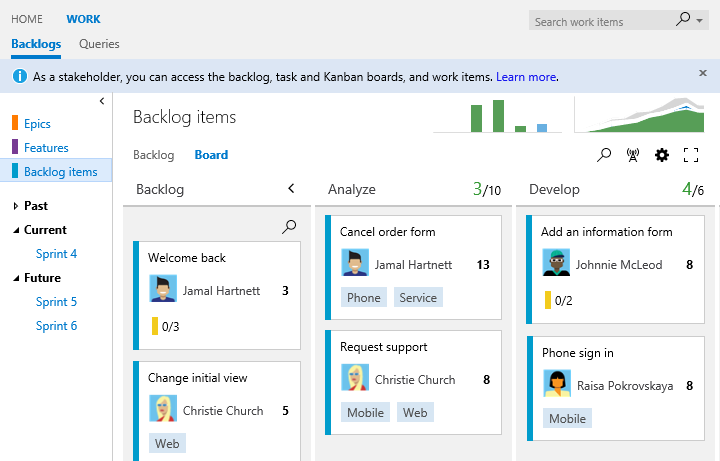 HOME WORK
Search work items
Backlogs Queries
As a stakeholder, you can access the backlog, task and Kanban boards, and work items. Learn more.
Epics
Features
Backlog items
Past
Current
Sprint 4
Future
Sprint 5
Sprint 6
Backlog items
Backlog Board
Backlog
Welcome back
Jamal Hartnett 3
0/3
Change initial view
Christie Church 5
Web
Analyze 3/10
Cancel order form
Jamal Hartnett 13
Phone Service
Request support
Christie Church 8
Mobile Web
Develop 4/6
Add an information form
Johnnie McLeod 8
0/2
Phone sign in
Raisa Pokrovskaya 8
Mobile